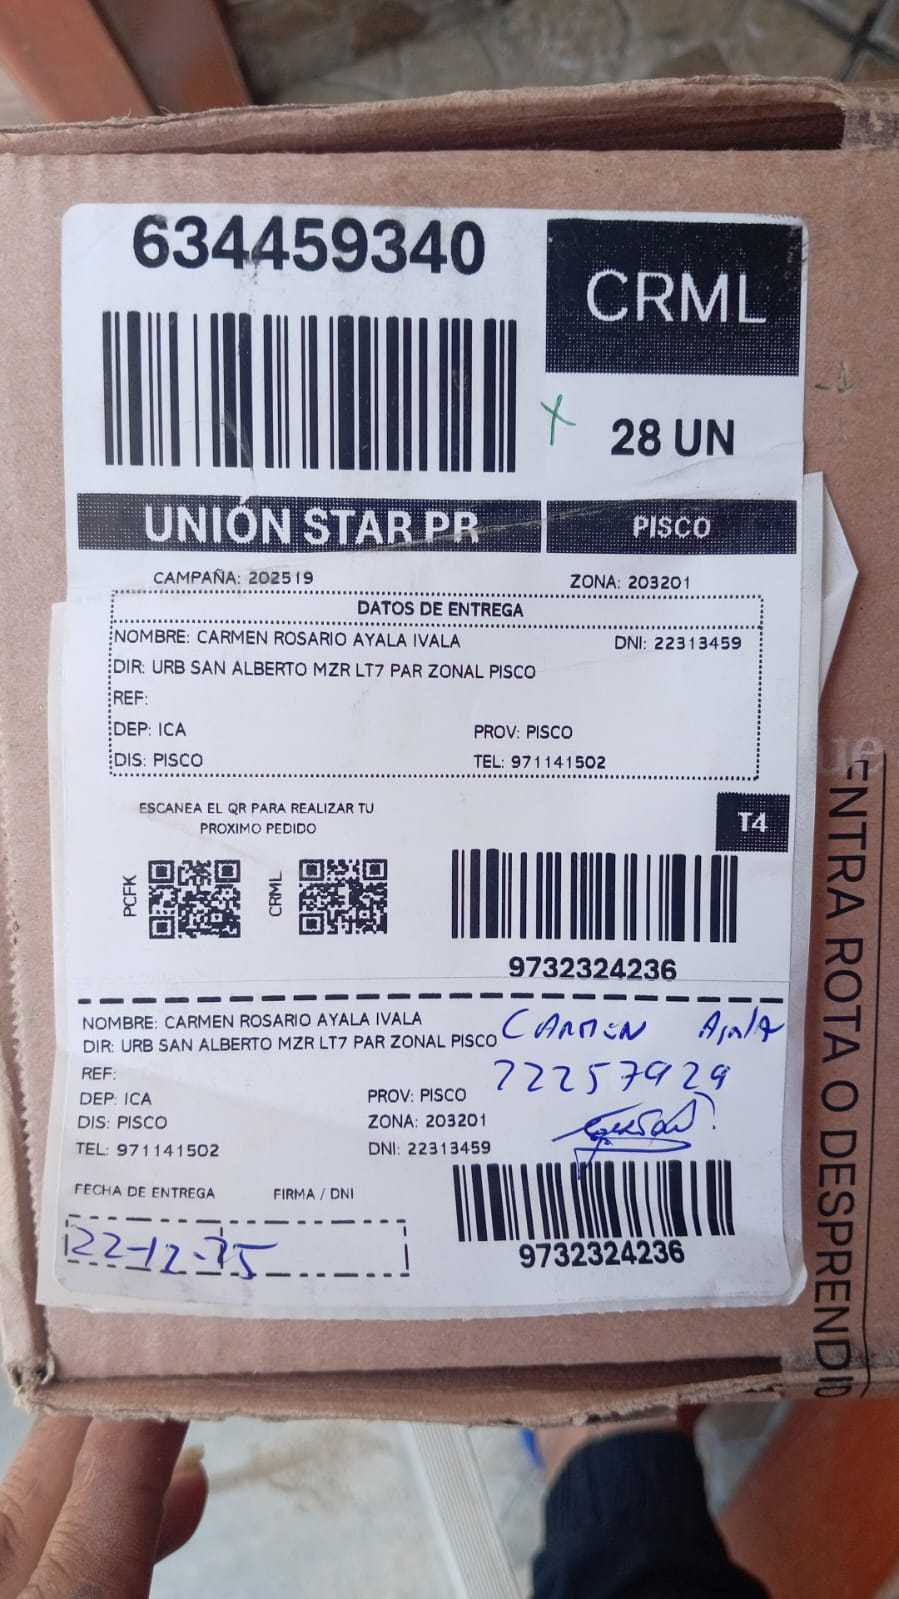 634459340
CRML
X
28 UN
UNIÓN STAR PR
PISCO
CAMPAÑA: 202519
ZONA: 203201
DATOS DE ENTREGA
NOMBRE: CARMEN ROSARIO AYALA IVALA
DNI: 22313459
DIR: URB SAN ALBERTO MZR LT7 PAR ZONAL PISCO
REF:
DEP: ICA
PROV: PISCO
DIS: PISCO
TEL: 971141502
ESCANEA EL QR PARA REALIZAR TU
PROXIMO PEDIDO
T4
PCFK
CRML
9732324236
NOMBRE: CARMEN ROSARIO AYALA IVALA
CARMEN Ayala
DIR: URB SAN ALBERTO MZR LT7 PAR ZONAL PISCO
REF:
22257929
DEP: ICA
PROV: PISCO
DIS: PISCO
ZONA: 203201
TEL: 971141502
DNI: 22313459
FECHA DE ENTREGA
FIRMA / DNI
22-12-25
9732324236
ue
ENTRA ROTA O DESPRENDID